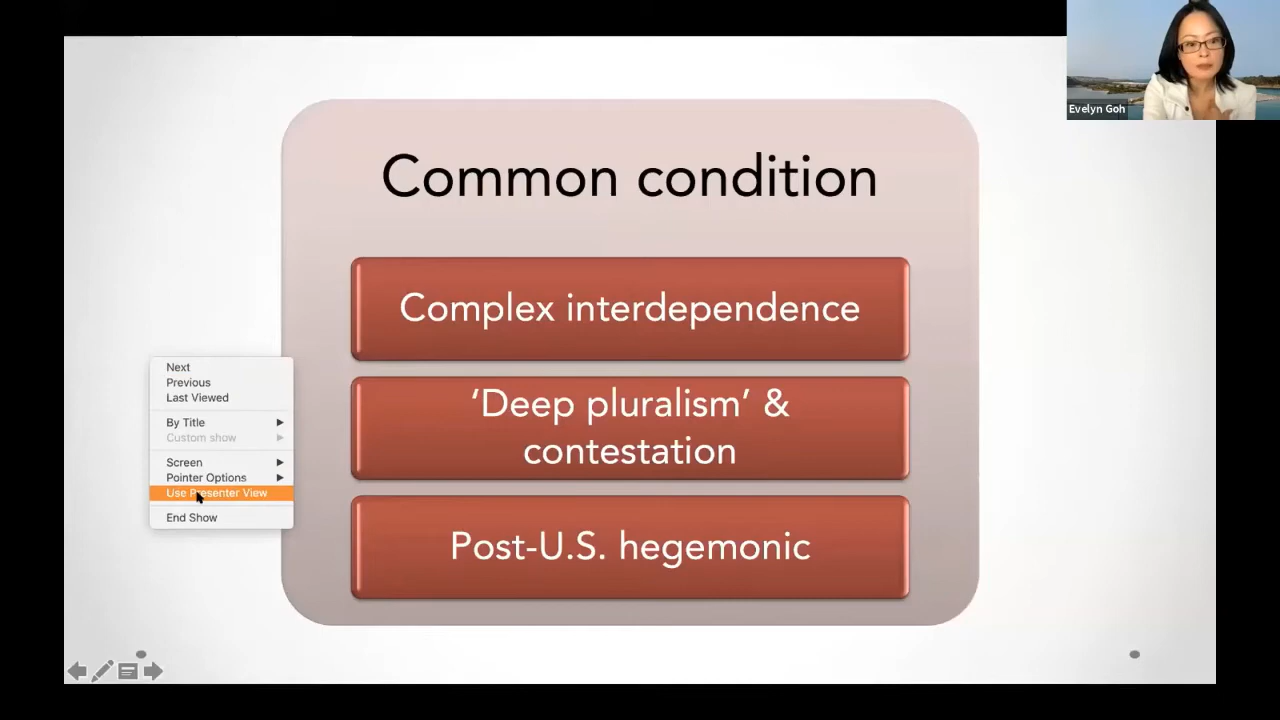 Evelyn Goh
Common condition
Complex interdependence
‘Deep pluralism’ &
contestation
Post-U.S. hegemonic
Next
Previous
Last Viewed
By Title
Custom show
Screen
Pointer Options
Use Presenter View
End Show